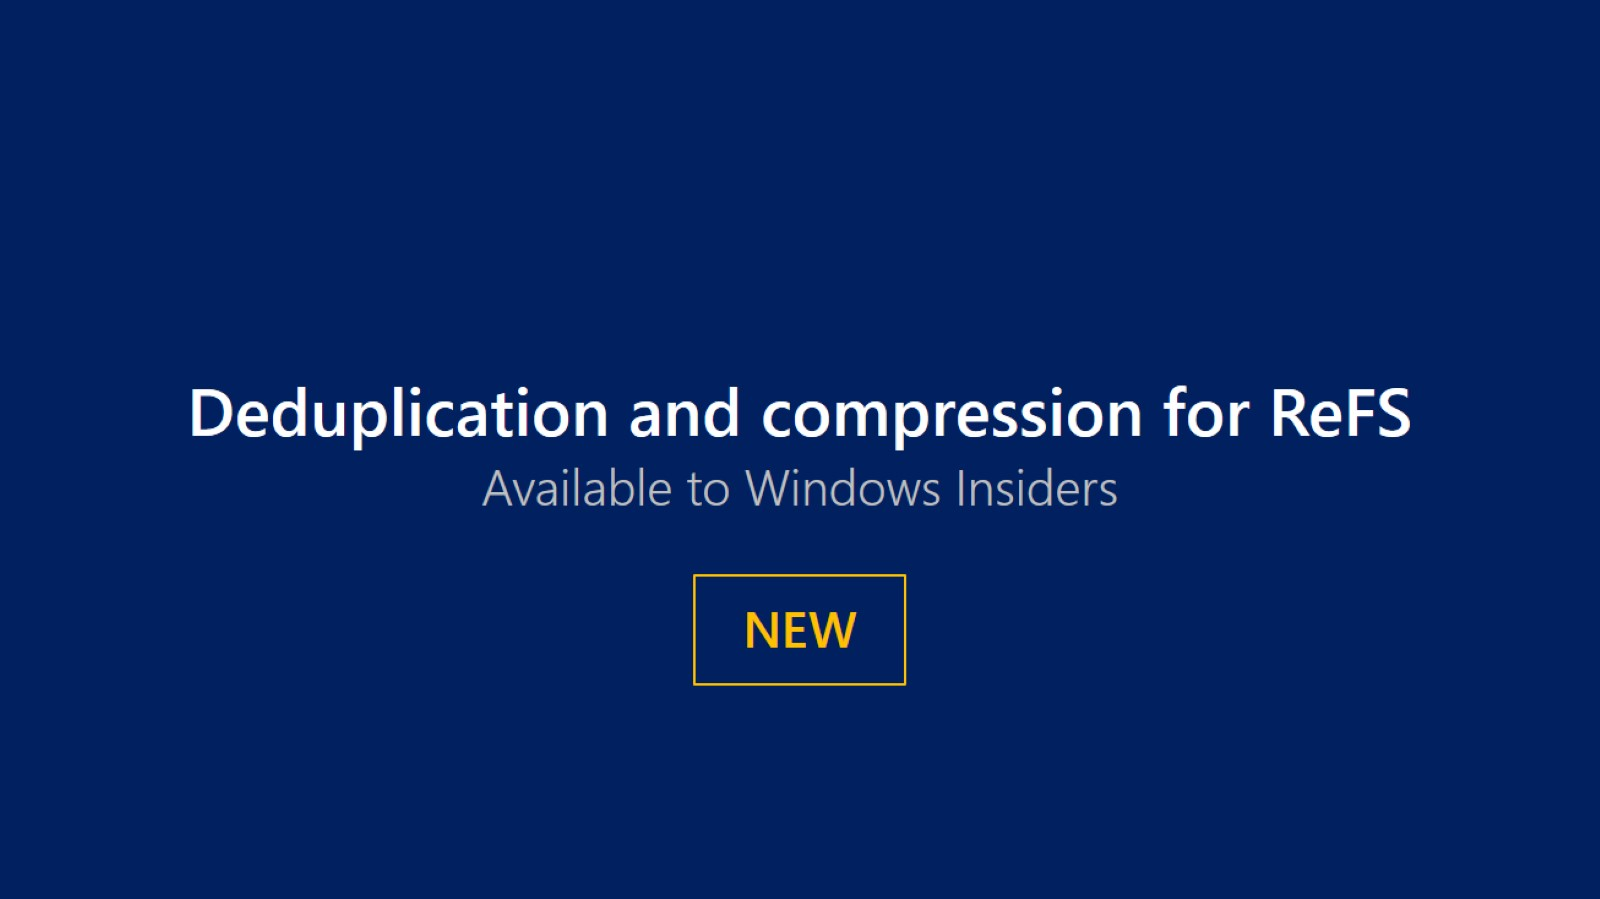 Deduplication and compression for ReFS
Available to Windows Insiders
NEW